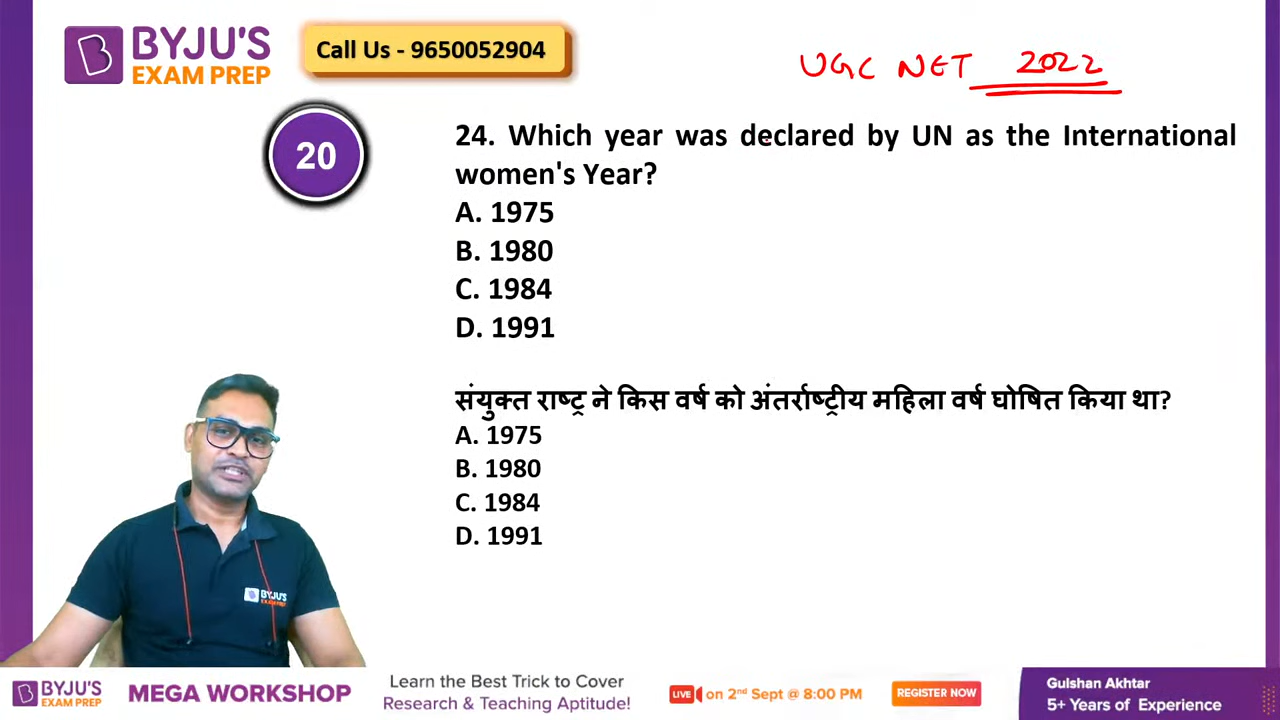 BYJU'S
EXAM PREP
Call Us - 9650052904
UGC NET 2022
20
24. Which year was declared by UN as the International
women's Year?
A. 1975
B. 1980
C. 1984
D. 1991
संयुक्त राष्ट्र ने किस वर्ष को अंतर्राष्ट्रीय महिला वर्ष घोषित किया था?
A. 1975
B. 1980
C. 1984
D. 1991
BYJU'S
EXAM PREP
BYJU'S
EXAM PREP
MEGA WORKSHOP
Learn the Best Trick to Cover
Research & Teaching Aptitude!
LIVE on 2nd Sept @ 8:00 PM
REGISTER NOW
Gulshan Akhtar
5+ Years of Experience